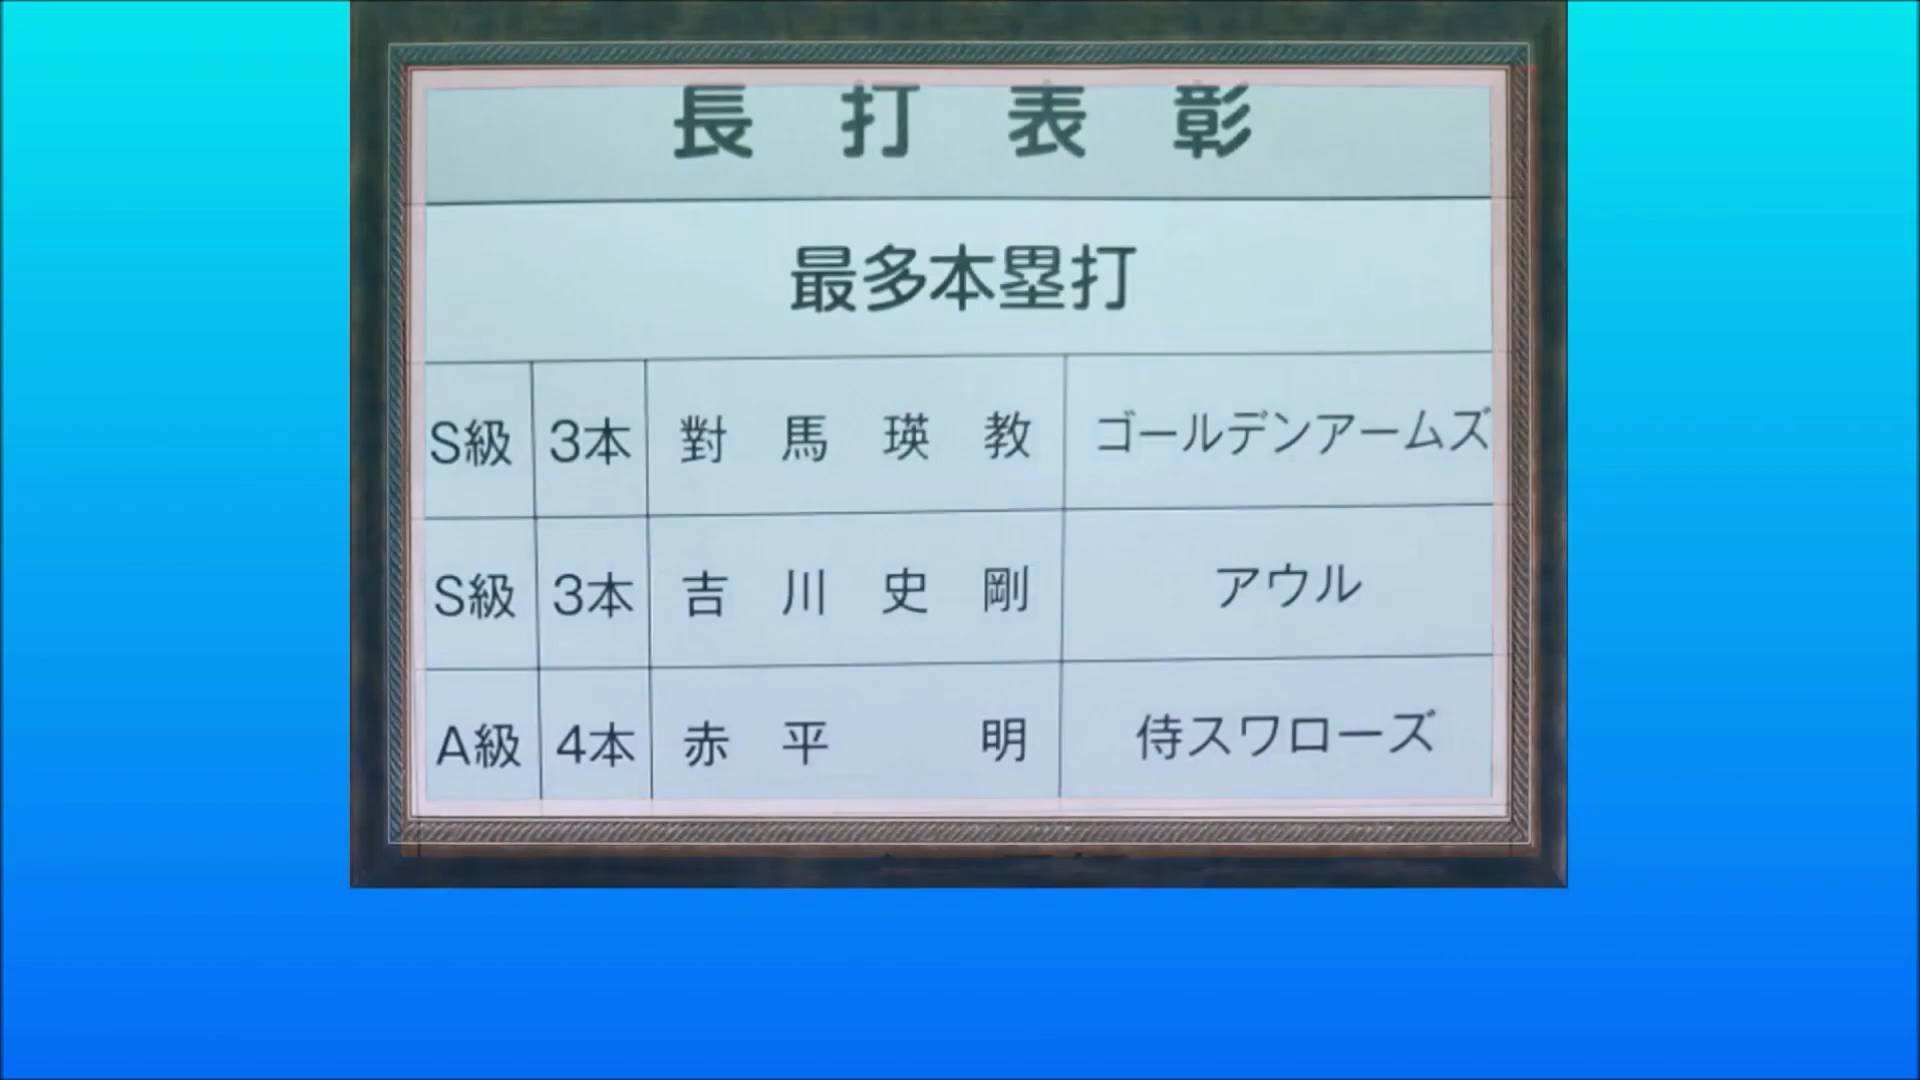 長打表彰
最多本塁打
S級 3本 對馬瑛教 ゴールデンアームズ
S級 3本 吉川史剛 アウル
A級 4本 赤平 明 侍スワローズ